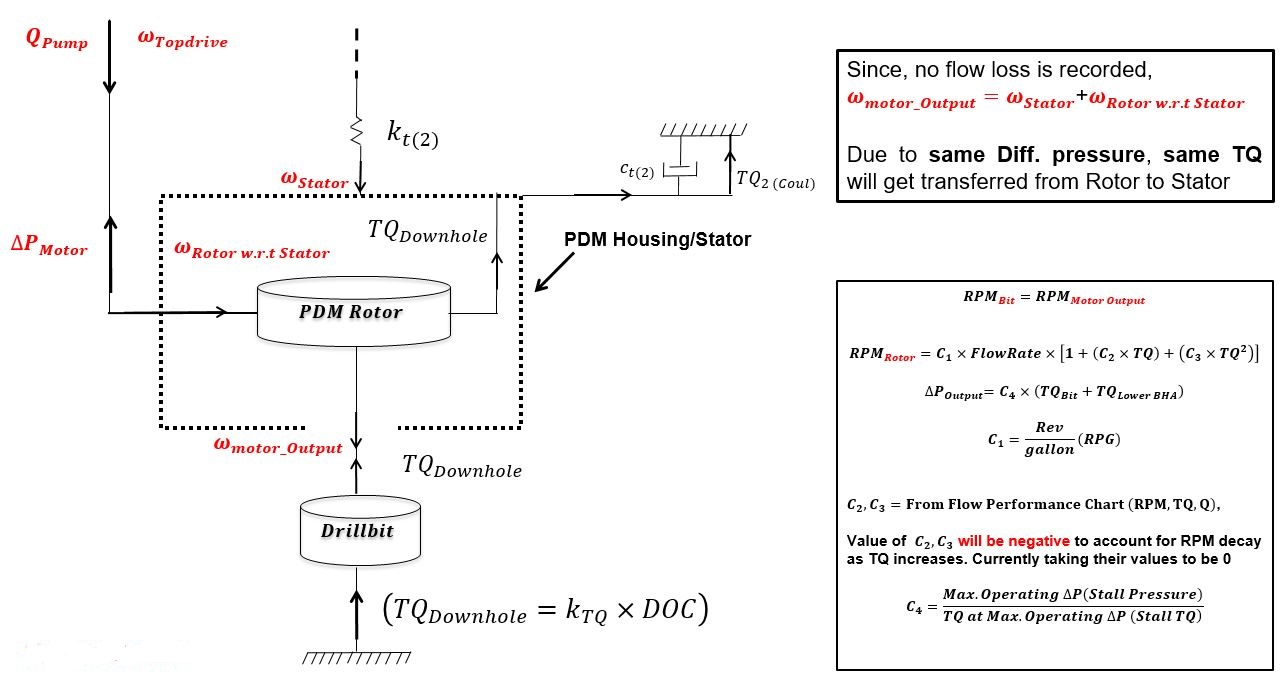 Q_Pump
ω_Topdrive
k_t(2)
ω_Stator
c_t(2)
TQ_2 (Coul)
TQ_Downhole
ΔP_Motor
ω_Rotor w.r.t Stator
PDM Housing/Stator
PDM Rotor
ω_motor_Output
TQ_Downhole
Drillbit
(TQ_Downhole = k_TQ × DOC)
Since, no flow loss is recorded,
ω_motor_Output = ω_Stator+ω_Rotor w.r.t Stator
Due to same Diff. pressure, same TQ
will get transferred from Rotor to Stator
RPM_Bit = RPM_Motor Output
RPM_Rotor = C_1 × FlowRate × [1 + (C_2 × TQ) + (C_3 × TQ^2)]
ΔP_Output= C_4 × (TQ_Bit + TQ_Lower BHA)
C_1 = Rev/gallon (RPG)
C_2, C_3 = From Flow Performance Chart (RPM, TQ, Q),
Value of C_2, C_3 will be negative to account for RPM decay
as TQ increases. Currently taking their values to be 0
C_4 = Max. Operating ΔP(Stall Pressure)/TQ at Max. Operating ΔP (Stall TQ)